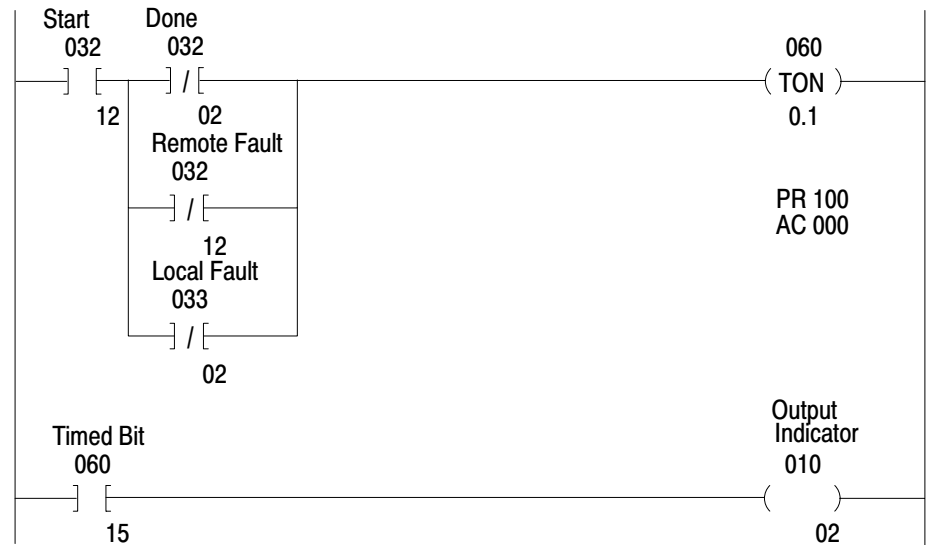 Start
032
12
Done
032
/
02
Remote Fault
032
/
12
Local Fault
033
/
02
060
TON
0.1
PR 100
AC 000
Timed Bit
060
15
Output
Indicator
010
02